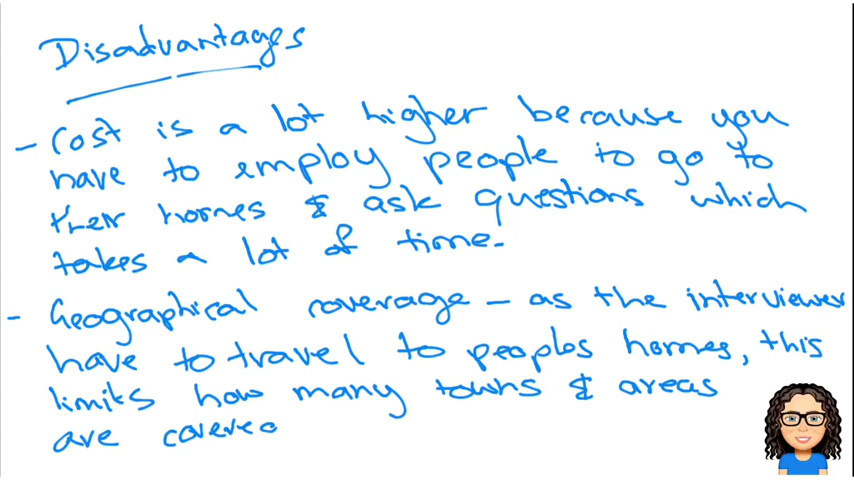 Disadvantages
- Cost is a lot higher because you
have to employ people to go to
their homes & ask questions which
takes a lot of time.
- Geographical coverage - as the interviewer
have to travel to peoples homes, this
limits how many towns & areas
are covered